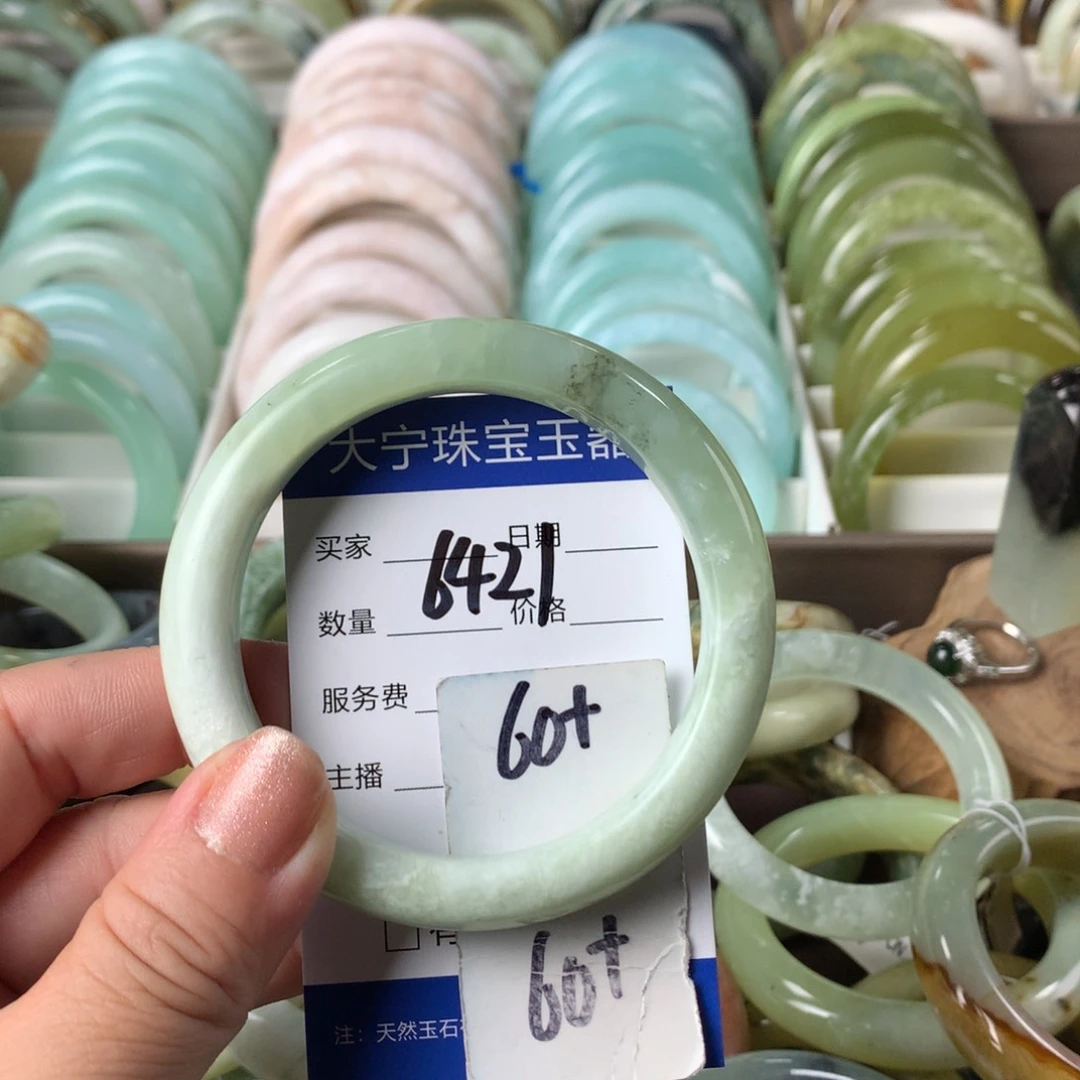 大宁珠宝玉器
买家 日期
6421
数量 价格
服务费
60+
主播
60+
注：天然玉石